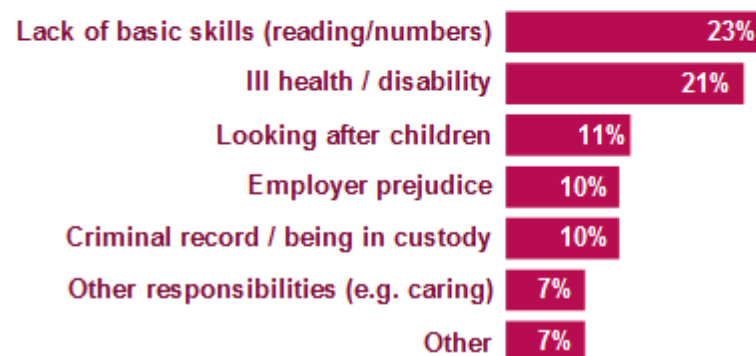 Lack of basic skills (reading/numbers) 23%
Ill health / disability 21%
Looking after children 11%
Employer prejudice 10%
Criminal record / being in custody 10%
Other responsibilities (e.g. caring) 7%
Other 7%